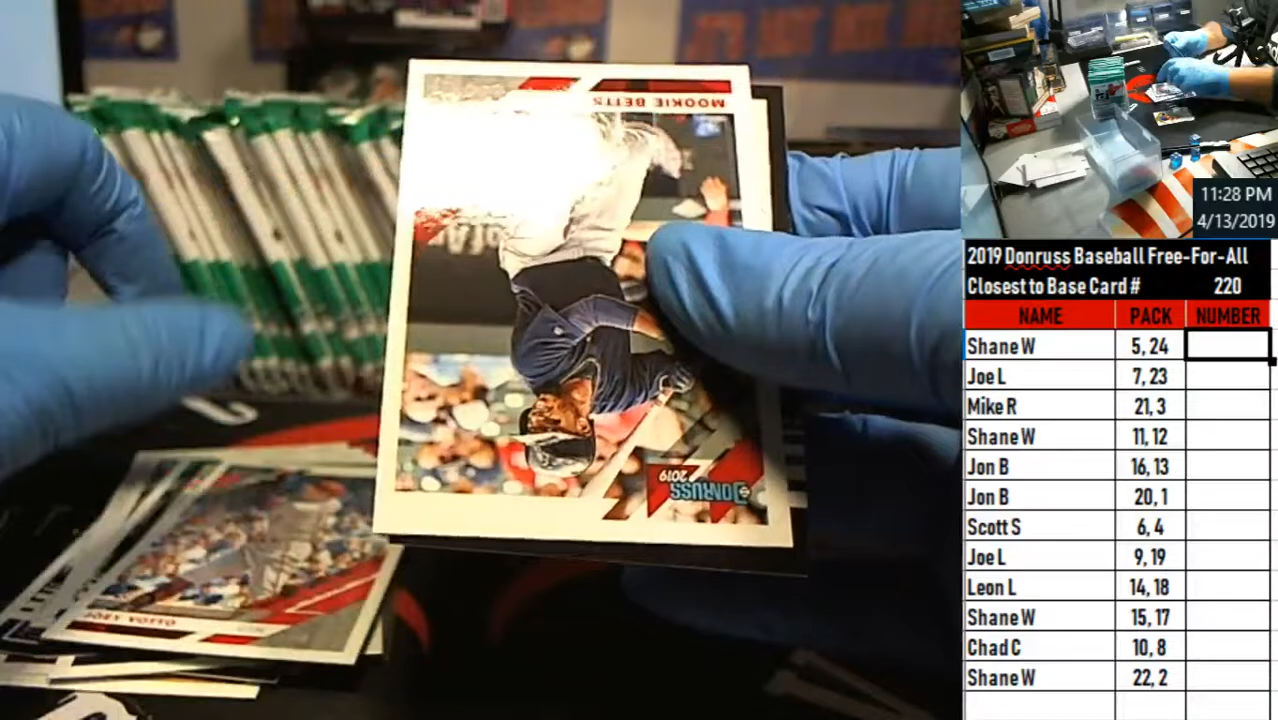 MOOKIE BETTS
DONRUSS
2019
JOEY VOTTO
11:28 PM
4/13/2019
2019 Donruss Baseball Free-For-All
Closest to Base Card # 220
NAME PACK NUMBER
Shane W 5, 24
Joe L 7, 23
Mike R 21, 3
Shane W 11, 12
Jon B 16, 13
Jon B 20, 1
Scott S 6, 4
Joe L 9, 19
Leon L 14, 18
Shane W 15, 17
Chad C 10, 8
Shane W 22, 2